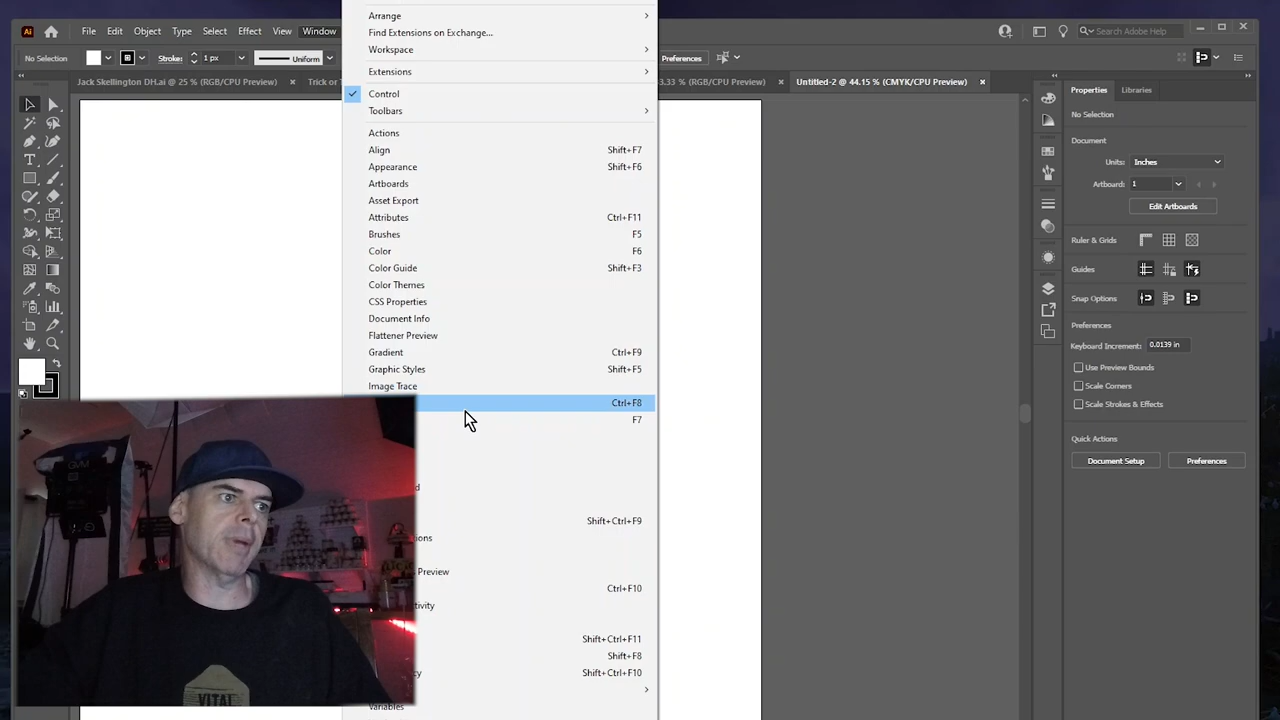 Arrange
Find Extensions on Exchange...
Ai File Edit Object Type Select Effect View Window
Search Adobe Help
Workspace
No Selection Stroke: 1 px Uniform
Preferences
Extensions
Jack Skellington DH.ai @ 25 % (RGB/CPU Preview) Trick or T
3.33 % (RGB/CPU Preview) Untitled-2 @ 44.15 % (CMYK/CPU Preview)
Control
Toolbars
Actions
Align Shift+F7
Appearance Shift+F6
Artboards
Asset Export
Attributes Ctrl+F11
Brushes F5
Color F6
Color Guide Shift+F3
Color Themes
CSS Properties
Document Info
Flattener Preview
Gradient Ctrl+F9
Graphic Styles Shift+F5
Image Trace
Ctrl+F8
F7
d
Shift+Ctrl+F9
ons
Preview
Ctrl+F10
tivity
Shift+Ctrl+F11
Shift+F8
cy Shift+Ctrl+F10
Variables
Properties Libraries
No Selection
Document
Units: Inches
Artboard: 1
Edit Artboards
Ruler & Grids
Guides
Snap Options
Preferences
Keyboard Increment: 0.0139 in
Use Preview Bounds
Scale Corners
Scale Strokes & Effects
Quick Actions
Document Setup Preferences
VITAL